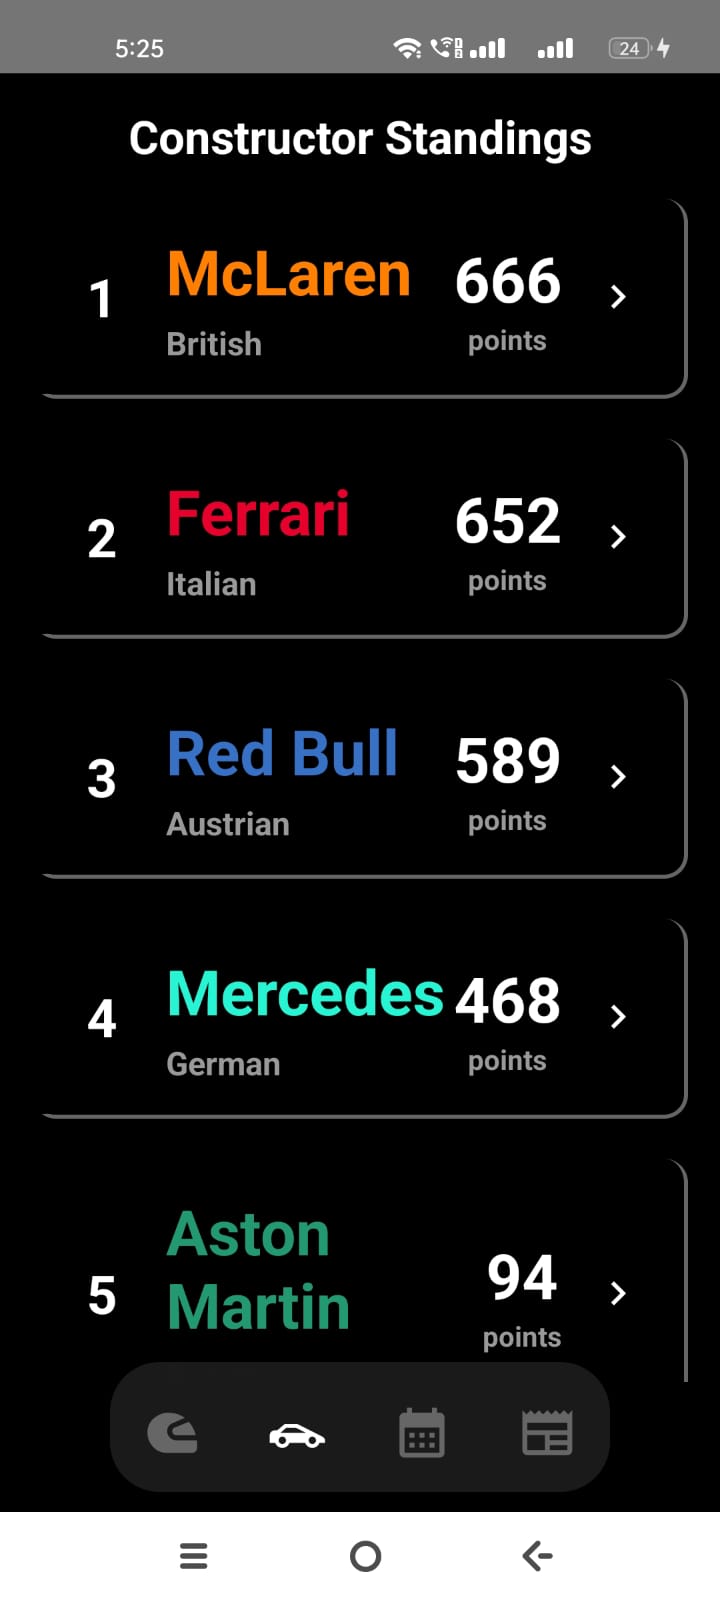 5:25
24
Constructor Standings
1
McLaren
British
666
points
2
Ferrari
Italian
652
points
3
Red Bull
Austrian
589
points
4
Mercedes
German
468
points
5
Aston
Martin
94
points